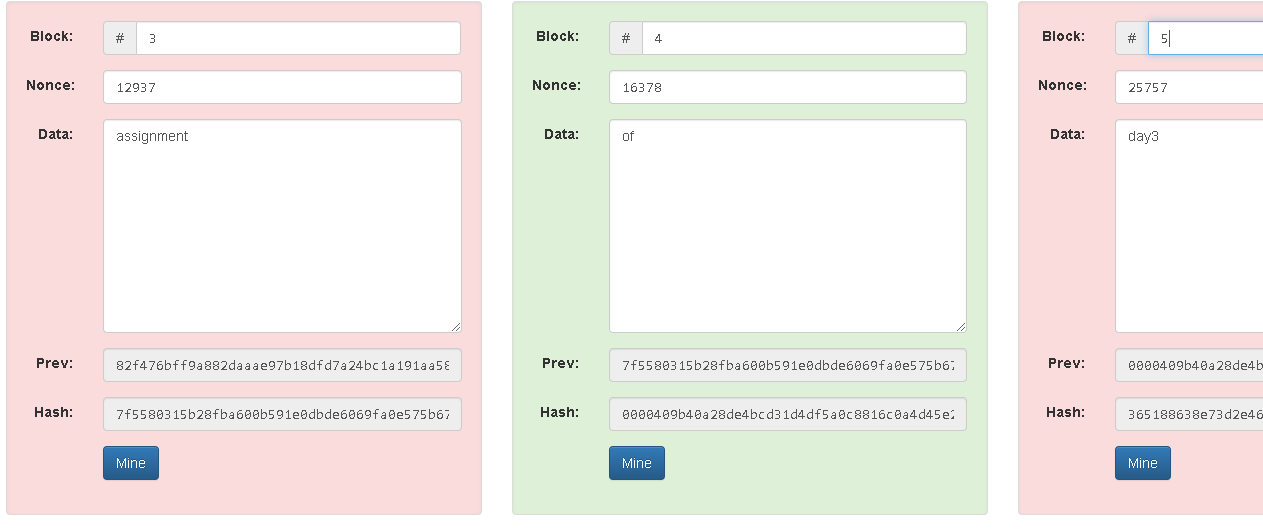 Block: # 3
Nonce: 12937
Data: assignment
Prev: 82f476bff9a882daaae97b18dfd7a24bc1a191aa58
Hash: 7f5580315b28fba600b591e0dbde6069fa0e575b67
Mine
Block: # 4
Nonce: 16378
Data: of
Prev: 7f5580315b28fba600b591e0dbde6069fa0e575b67
Hash: 0000409b40a28de4bcd31d4df5a0c8816c0a4d45e2
Mine
Block: # 5
Nonce: 25757
Data: day3
Prev: 0000409b40a28de4b
Hash: 365188638e73d2e46
Mine